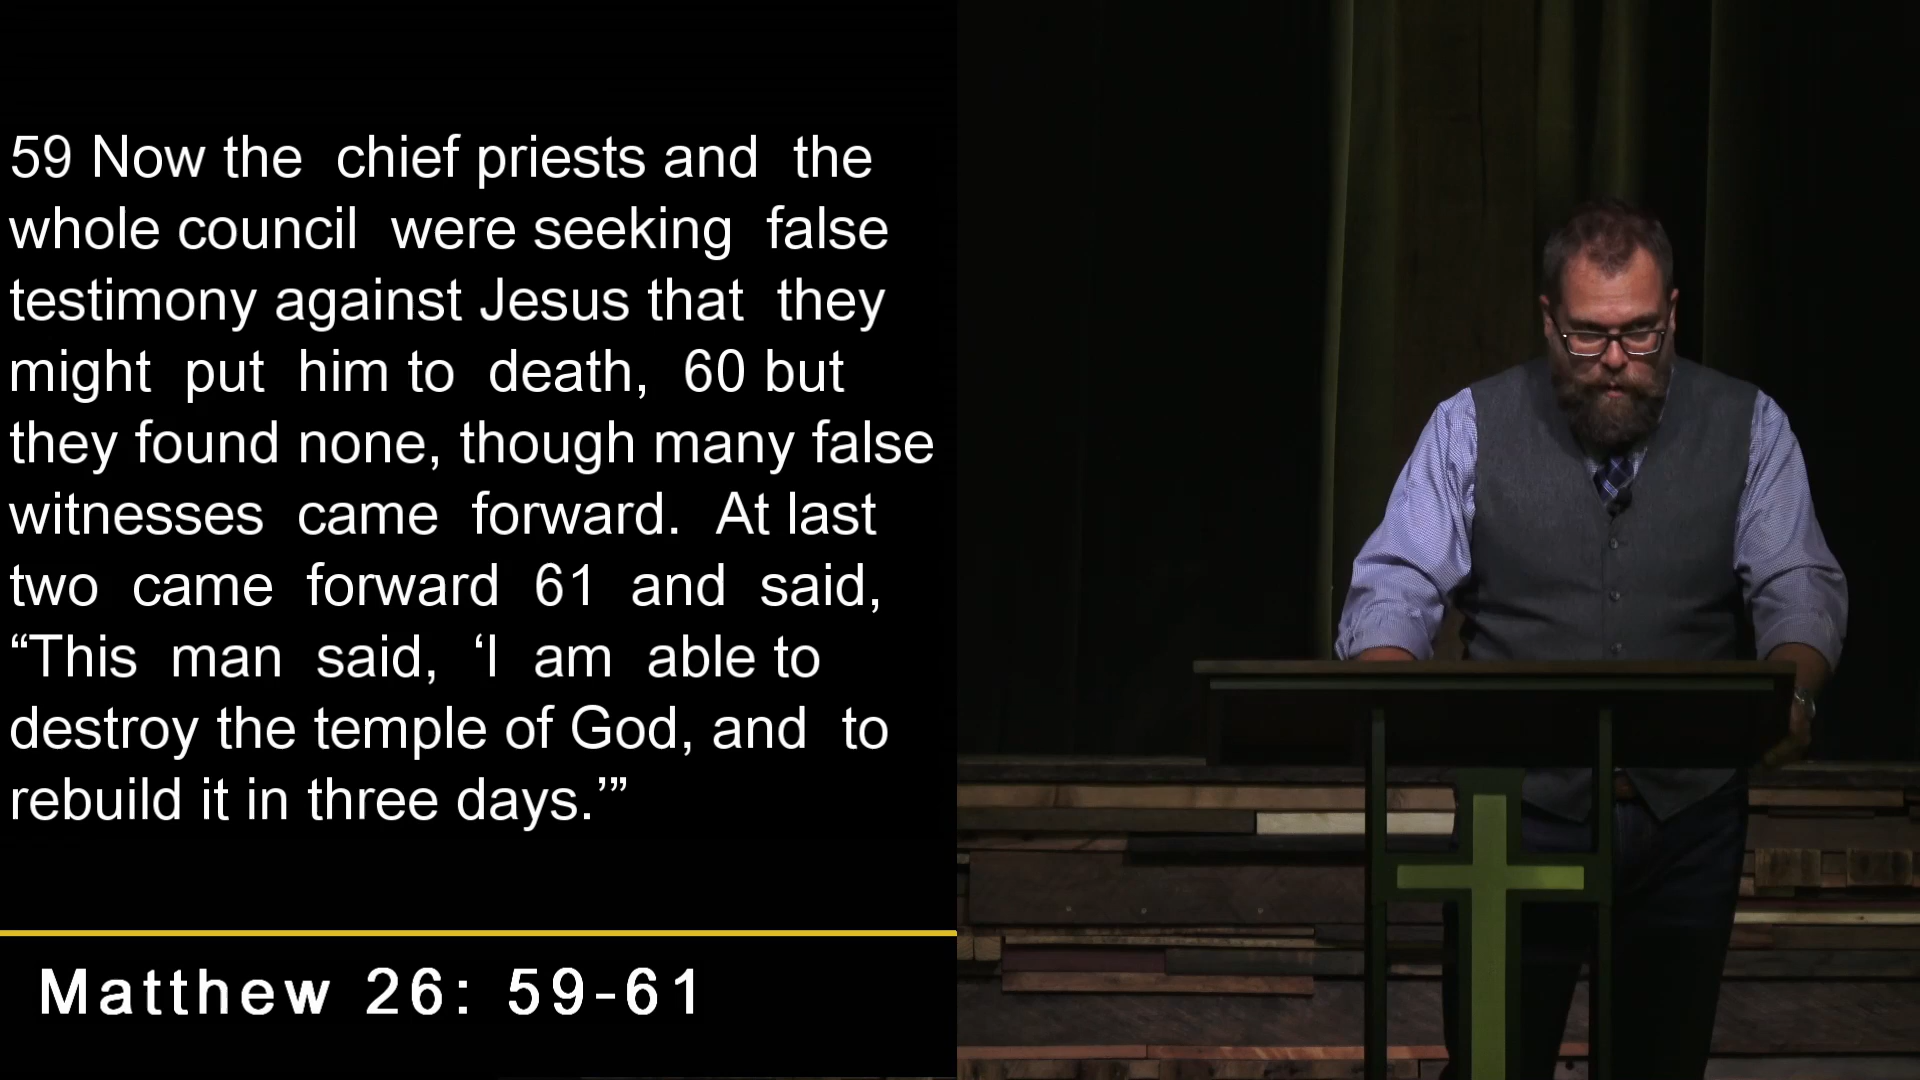 59 Now the chief priests and the
whole council were seeking false
testimony against Jesus that they
might put him to death, 60 but
they found none, though many false
witnesses came forward. At last
two came forward 61 and said,
“This man said, ‘I am able to
destroy the temple of God, and to
rebuild it in three days.’”
Matthew 26: 59-61